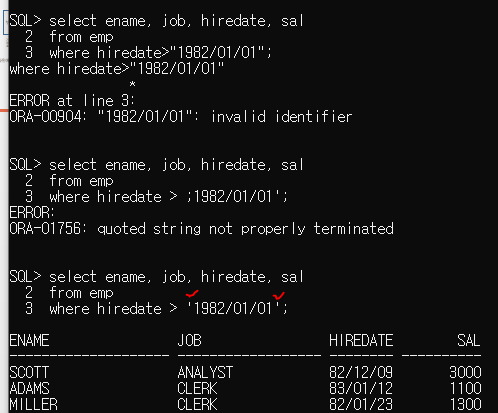 SQL> select ename, job, hiredate, sal
2 from emp
3 where hiredate>"1982/01/01";
where hiredate>"1982/01/01"
*
ERROR at line 3:
ORA-00904: "1982/01/01": invalid identifier
SQL> select ename, job, hiredate, sal
2 from emp
3 where hiredate > ;1982/01/01';
ERROR:
ORA-01756: quoted string not properly terminated
SQL> select ename, job, hiredate, sal
2 from emp
3 where hiredate > '1982/01/01';
ENAME JOB HIREDATE SAL
-------------------- ------------------ -------- ----------
SCOTT ANALYST 82/12/09 3000
ADAMS CLERK 83/01/12 1100
MILLER CLERK 82/01/23 1300